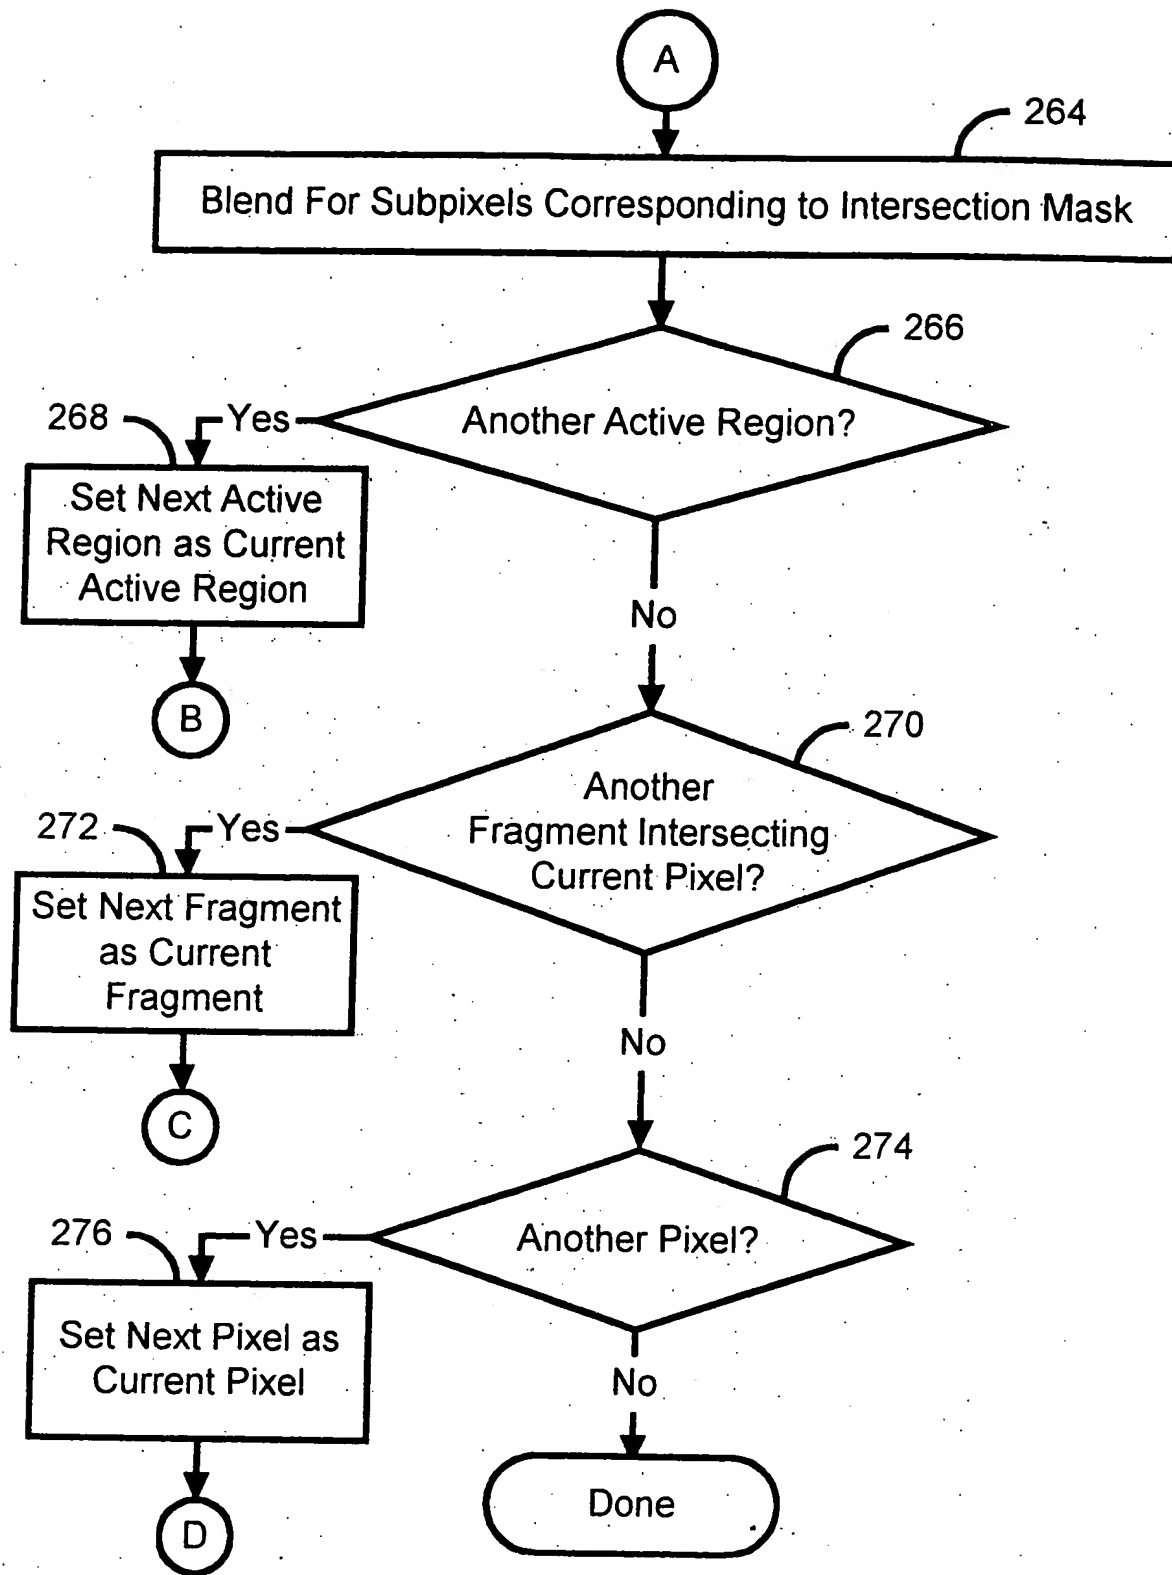 A
264
Blend For Subpixels Corresponding to Intersection Mask
266
Another Active Region?
Yes
268
Set Next Active
Region as Current
Active Region
No
B
270
Another
Fragment Intersecting
Current Pixel?
Yes
272
Set Next Fragment
as Current
Fragment
No
C
274
Another Pixel?
Yes
276
Set Next Pixel as
Current Pixel
No
D
Done